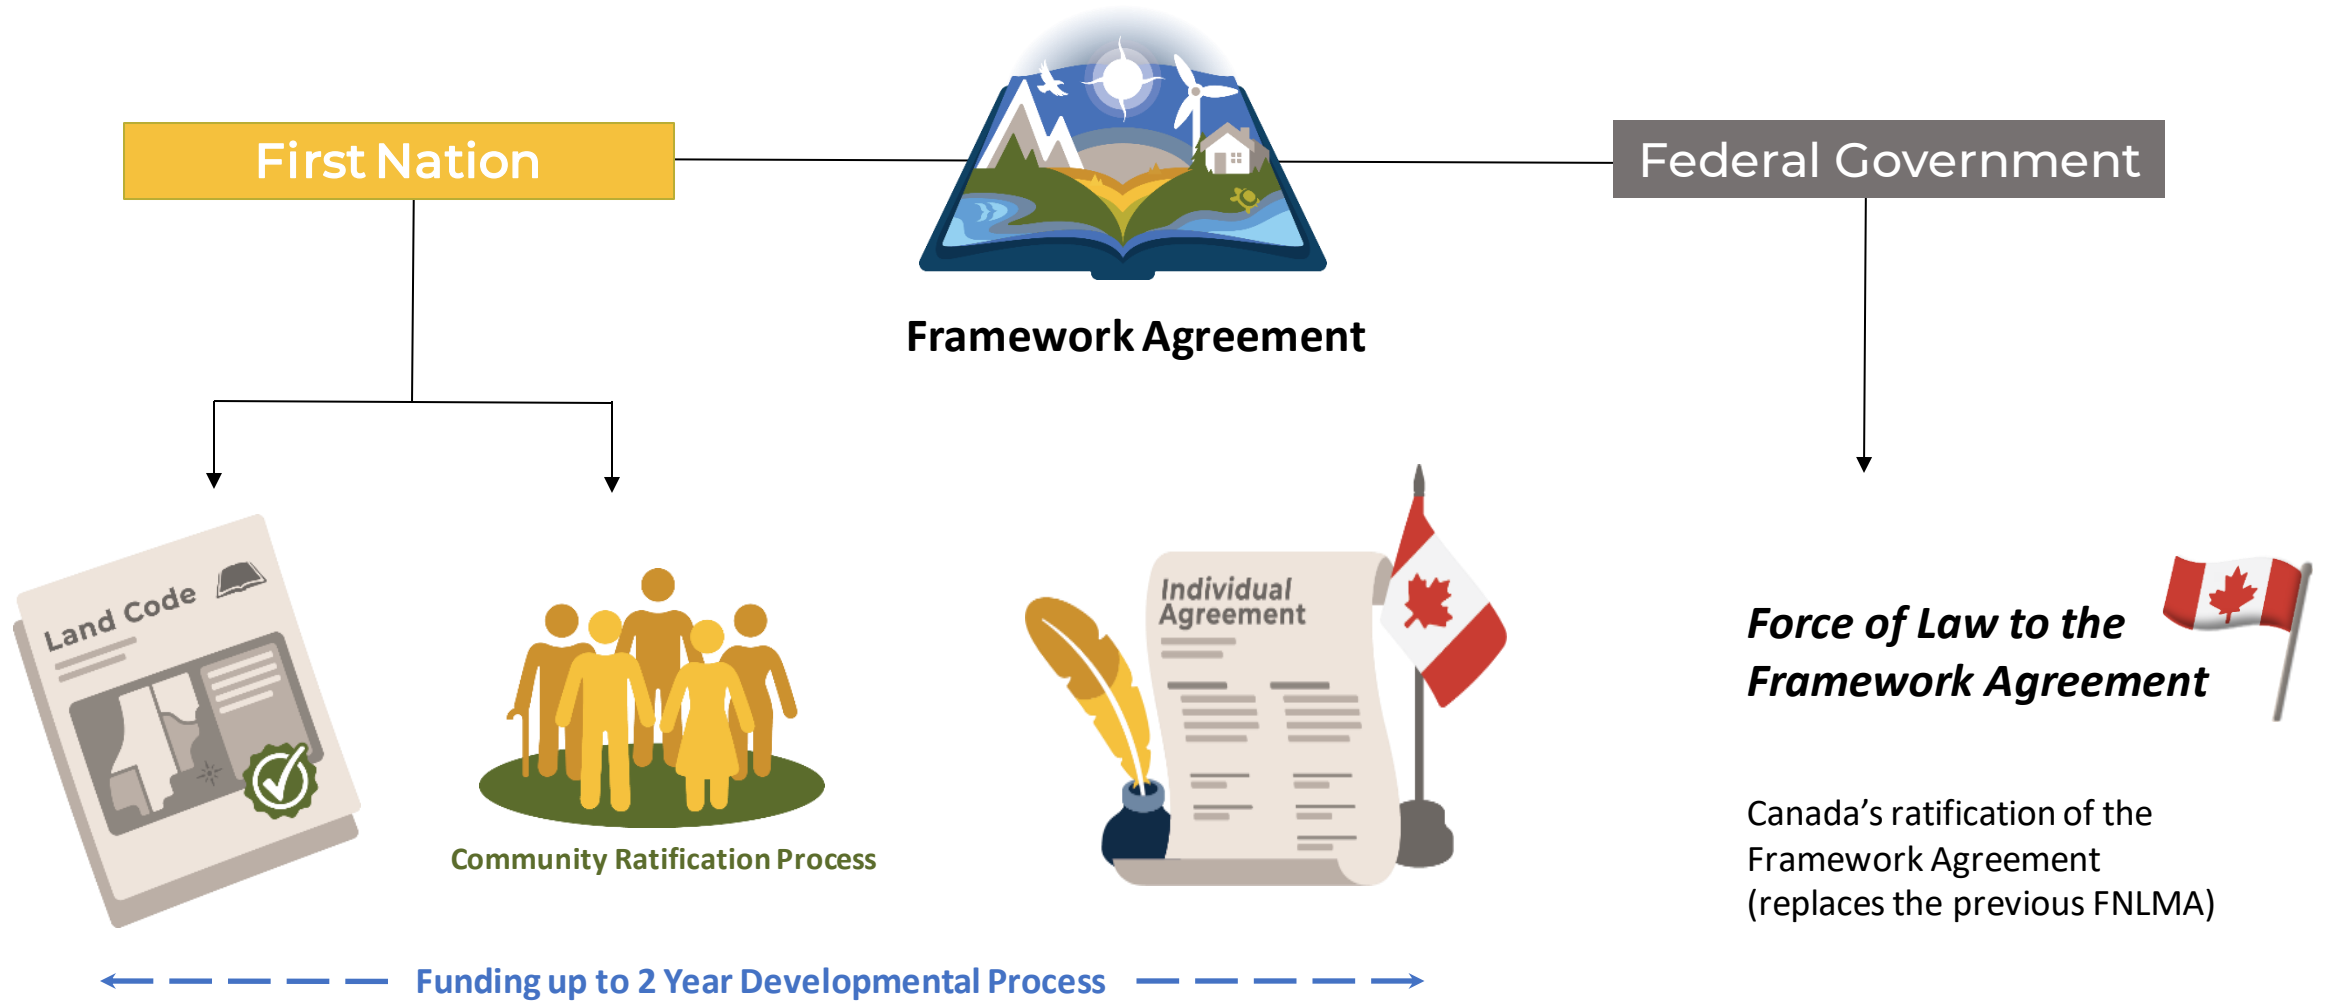 First Nation
Federal Government
Framework Agreement
Land Code
Community Ratification Process
Individual
Agreement
Force of Law to the
Framework Agreement
Canada’s ratification of the
Framework Agreement
(replaces the previous FNLMA)
Funding up to 2 Year Developmental Process